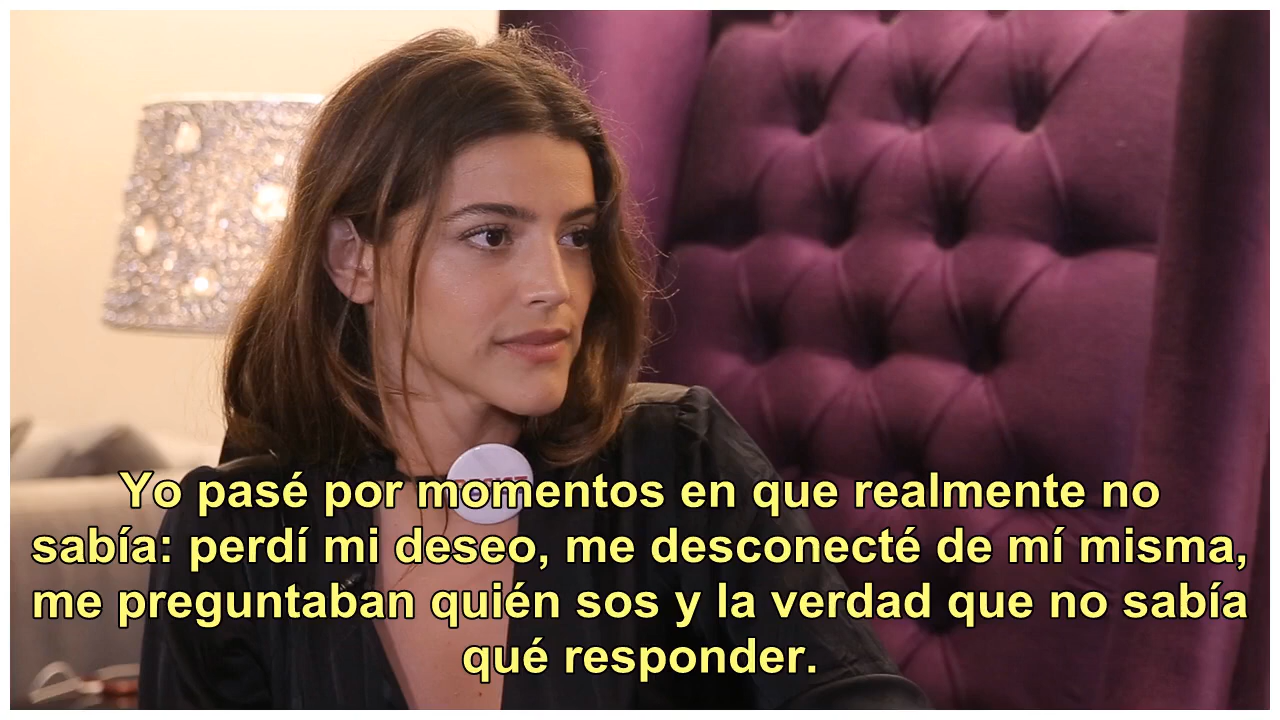 Yo pasé por momentos en que realmente no
sabía: perdí mi deseo, me desconecté de mí misma,
me preguntaban quién sos y la verdad que no sabía
qué responder.